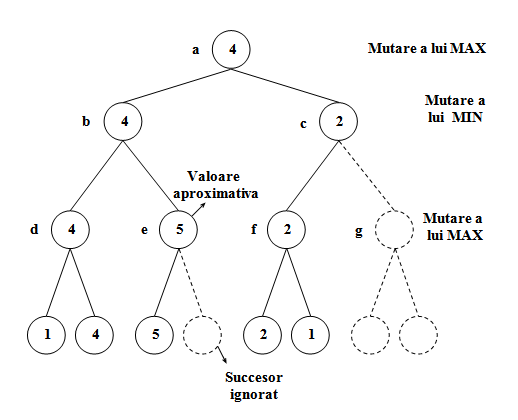 a 4 Mutare a lui MAX
Mutare a
lui MIN
b 4 c 2
Valoare
aproximativa
d 4 e 5 f 2 g
Mutare a
lui MAX
1 4 5 2 1
Succesor
ignorat